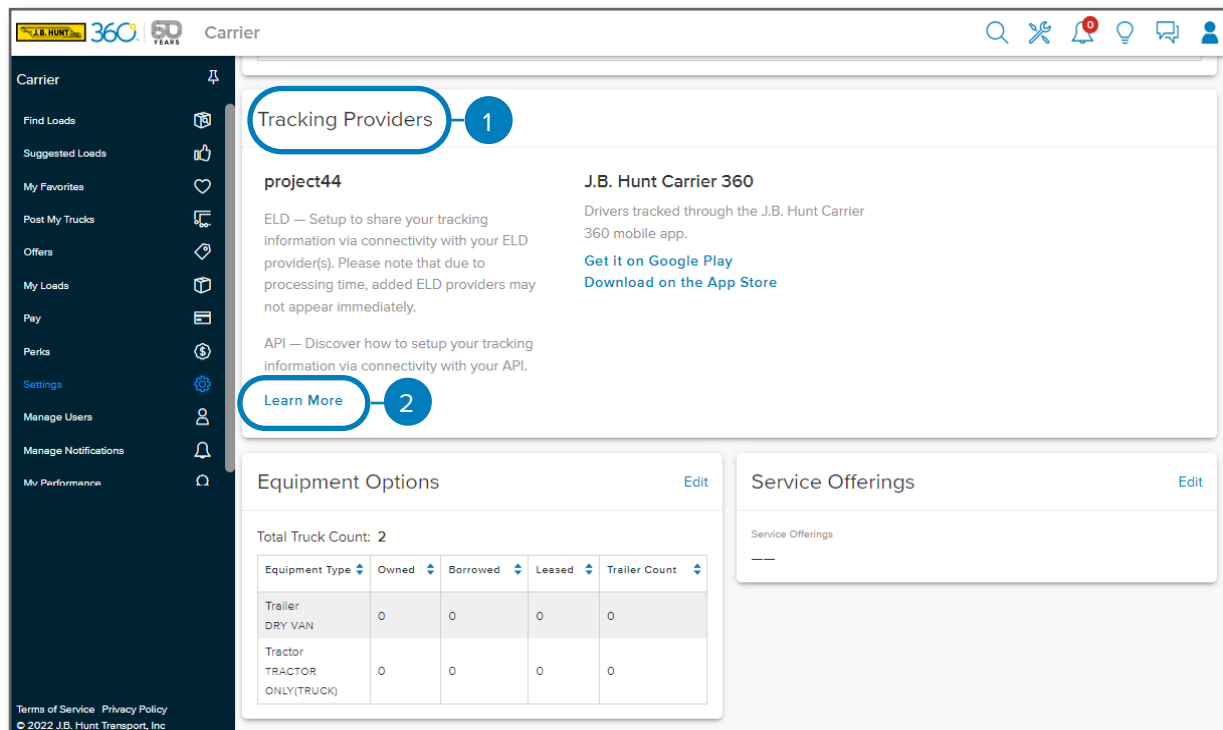 J.B. HUNT 360° 60 YEARS Carrier
0
Carrier
Find Loads
Suggested Loads
My Favorites
Post My Trucks
Offers
My Loads
Pay
Perks
Settings
Manage Users
Manage Notifications
My Performance
Terms of Service Privacy Policy
© 2022 J.B. Hunt Transport, Inc
Tracking Providers
1
project44
ELD — Setup to share your tracking
information via connectivity with your ELD
provider(s). Please note that due to
processing time, added ELD providers may
not appear immediately.
API — Discover how to setup your tracking
information via connectivity with your API.
Learn More
2
J.B. Hunt Carrier 360
Drivers tracked through the J.B. Hunt Carrier
360 mobile app.
Get it on Google Play
Download on the App Store
Equipment Options Edit
Total Truck Count: 2
Equipment Type Owned Borrowed Leased Trailer Count
Trailer
DRY VAN 0 0 0 0
Tractor
TRACTOR 0 0 0 0
ONLY(TRUCK)
Service Offerings Edit
Service Offerings
——